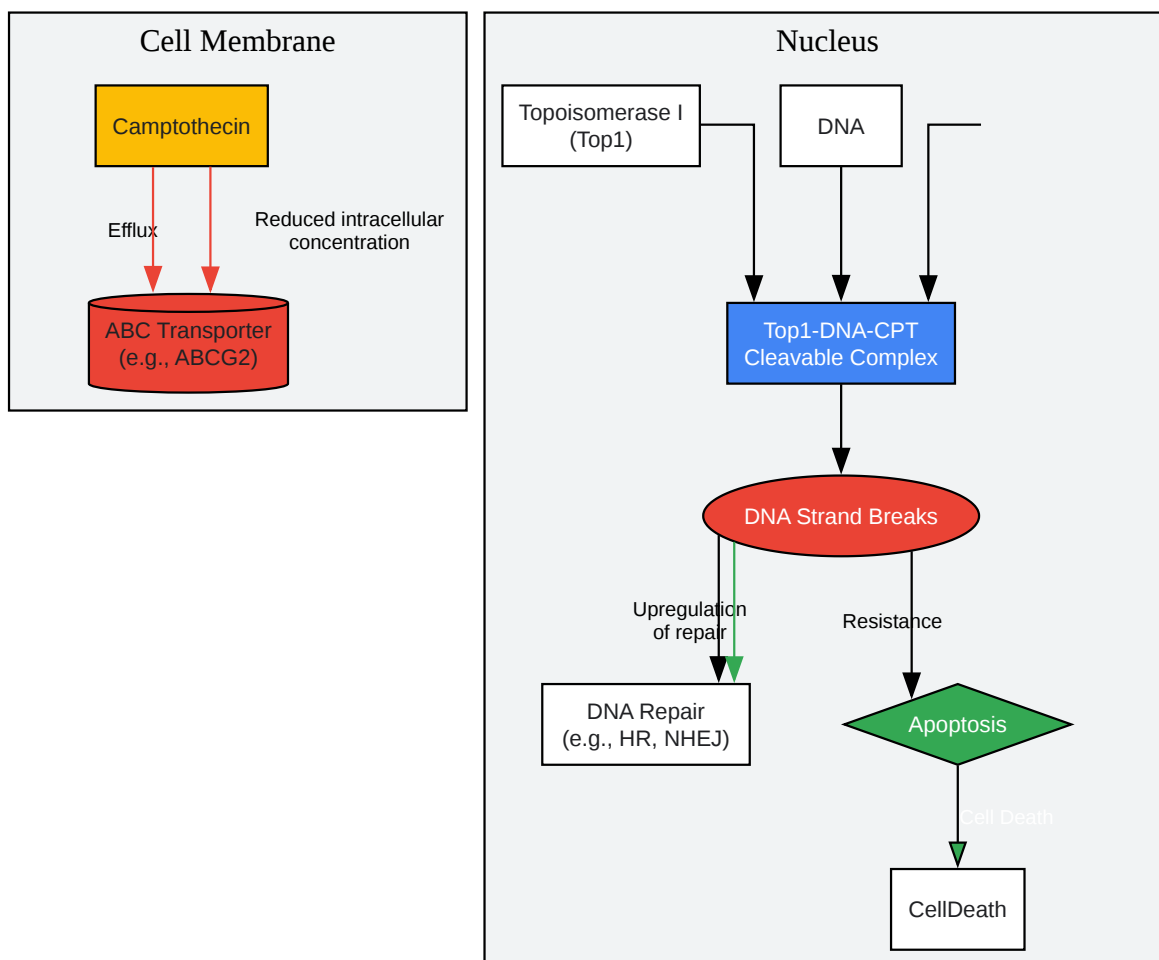 Cell Membrane
Camptothecin
Efflux
Reduced intracellular
concentration
ABC Transporter
(e.g., ABCG2)
Nucleus
Topoisomerase I
(Top1)
DNA
Top1-DNA-CPT
Cleavable Complex
DNA Strand Breaks
Upregulation
of repair
Resistance
DNA Repair
(e.g., HR, NHEJ)
Apoptosis
Cell Death
CellDeath